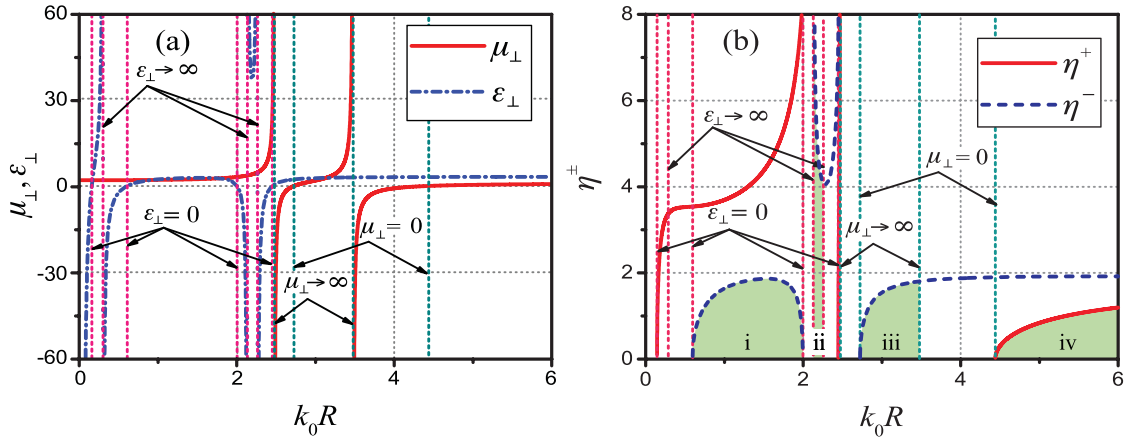 (a)
μ⊥
ε⊥
ε⊥→∞
ε⊥= 0
μ⊥= 0
μ⊥→∞
60
30
0
-30
-60
μ⊥, ε⊥
0 2 4 6
k₀R
(b)
η⁺
η⁻
ε⊥→∞
μ⊥= 0
ε⊥= 0
μ⊥→∞
i
ii
iii
iv
8
6
4
2
0
η±
0 2 4 6
k₀R